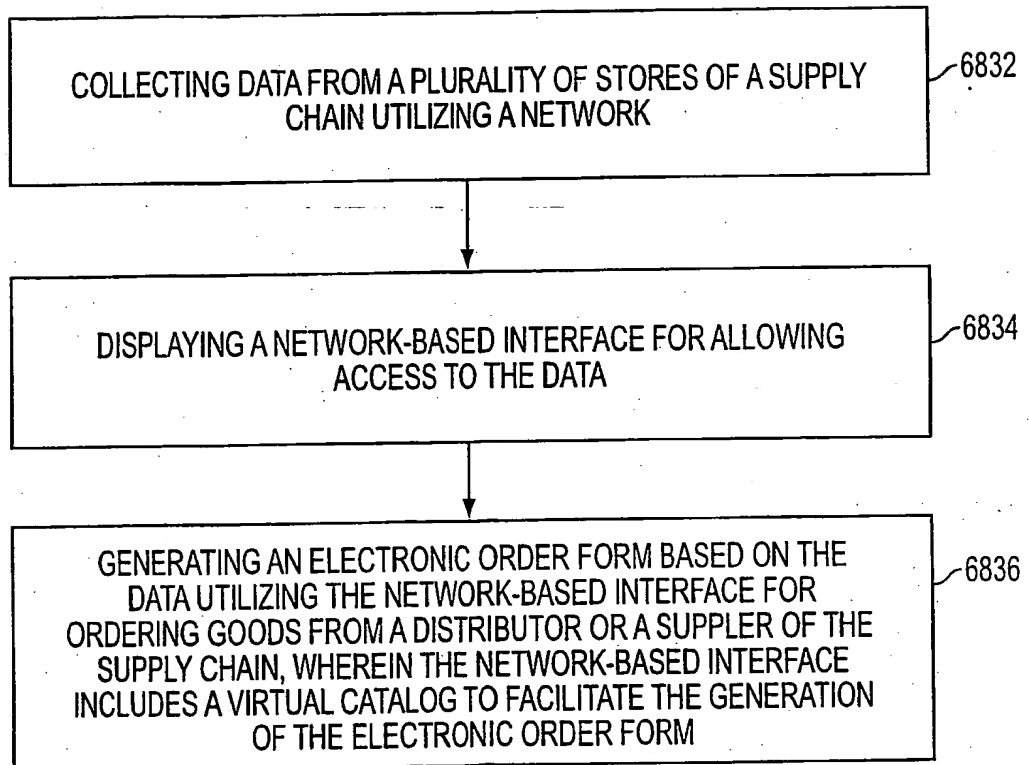 COLLECTING DATA FROM A PLURALITY OF STORES OF A SUPPLY
CHAIN UTILIZING A NETWORK
6832
DISPLAYING A NETWORK-BASED INTERFACE FOR ALLOWING
ACCESS TO THE DATA
6834
GENERATING AN ELECTRONIC ORDER FORM BASED ON THE
DATA UTILIZING THE NETWORK-BASED INTERFACE FOR
ORDERING GOODS FROM A DISTRIBUTOR OR A SUPPLER OF THE
SUPPLY CHAIN, WHEREIN THE NETWORK-BASED INTERFACE
INCLUDES A VIRTUAL CATALOG TO FACILITATE THE GENERATION
OF THE ELECTRONIC ORDER FORM
6836